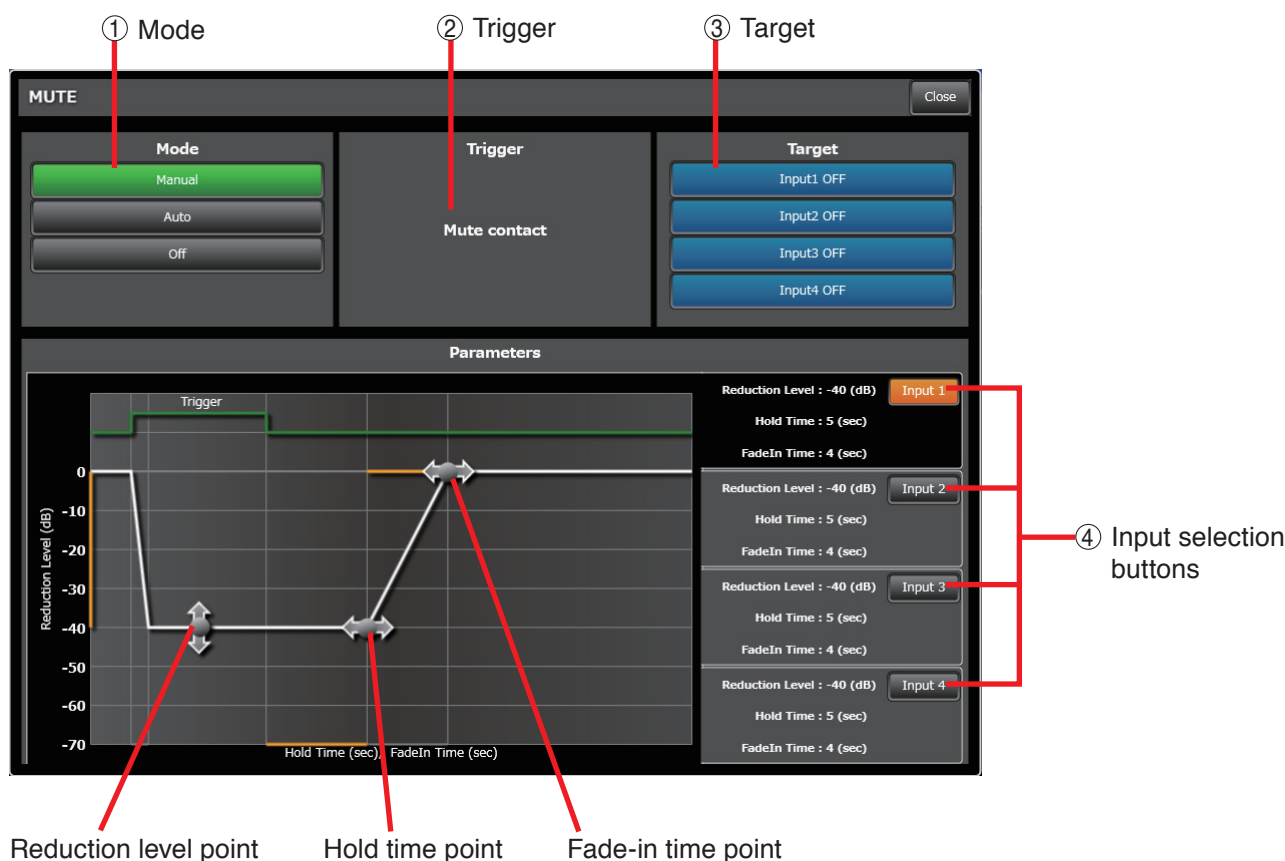 ① Mode
② Trigger
③ Target
MUTE
Close
Mode
Manual
Auto
Off
Trigger
Mute contact
Target
Input1 OFF
Input2 OFF
Input3 OFF
Input4 OFF
Parameters
Trigger
Reduction Level (dB)
0
-10
-20
-30
-40
-50
-60
-70
Hold Time (sec), FadeIn Time (sec)
Reduction Level : -40 (dB)
Input 1
Hold Time : 5 (sec)
FadeIn Time : 4 (sec)
Reduction Level : -40 (dB)
Input 2
Hold Time : 5 (sec)
FadeIn Time : 4 (sec)
Reduction Level : -40 (dB)
Input 3
Hold Time : 5 (sec)
FadeIn Time : 4 (sec)
Reduction Level : -40 (dB)
Input 4
Hold Time : 5 (sec)
FadeIn Time : 4 (sec)
④ Input selection
buttons
Reduction level point
Hold time point
Fade-in time point